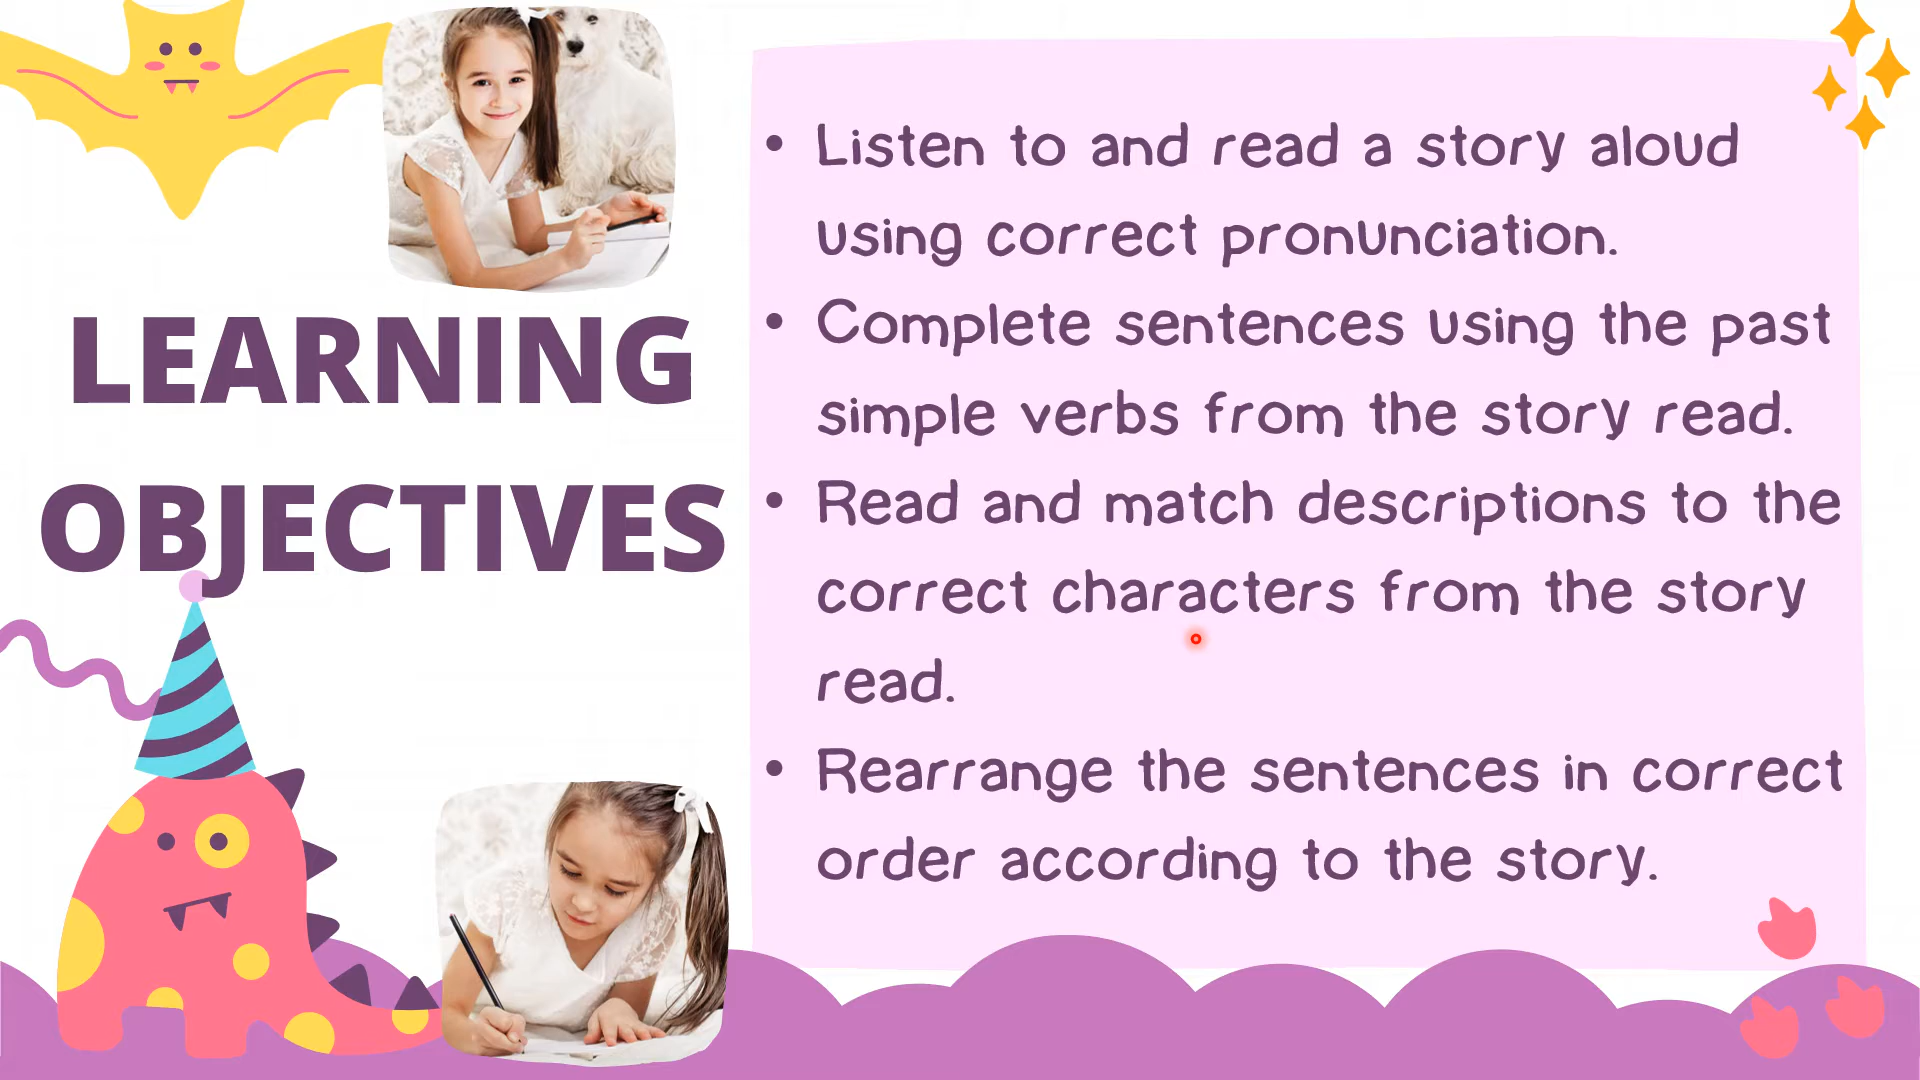 LEARNING
OBJECTIVES
• Listen to and read a story aloud
using correct pronunciation.
• Complete sentences using the past
simple verbs from the story read.
• Read and match descriptions to the
correct characters from the story
read.
• Rearrange the sentences in correct
order according to the story.